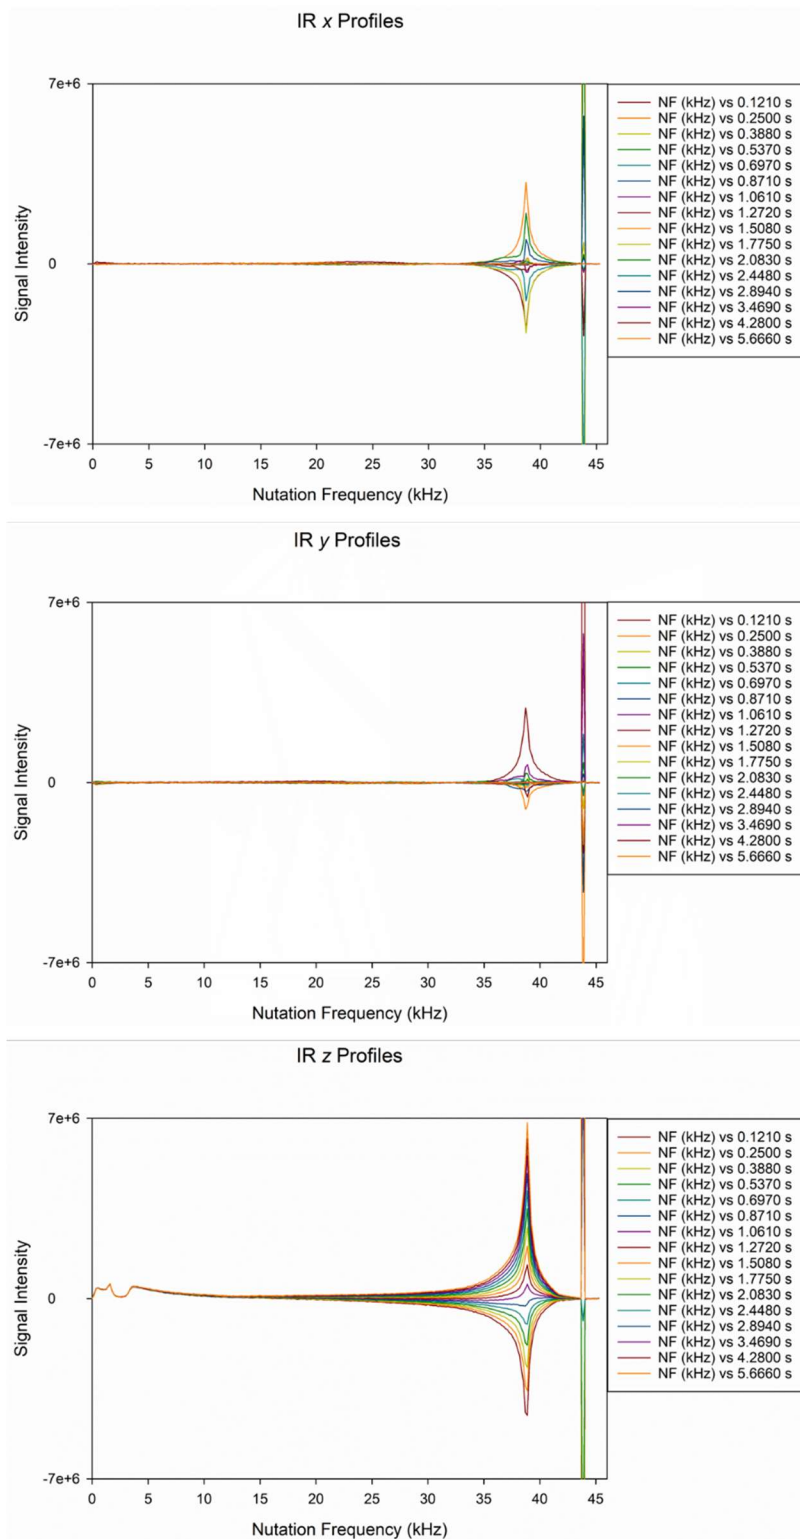 IR x Profiles
7e+6
0
-7e+6
Signal Intensity
0 5 10 15 20 25 30 35 40 45
Nutation Frequency (kHz)
NF (kHz) vs 0.1210 s
NF (kHz) vs 0.2500 s
NF (kHz) vs 0.3880 s
NF (kHz) vs 0.5370 s
NF (kHz) vs 0.6970 s
NF (kHz) vs 0.8710 s
NF (kHz) vs 1.0610 s
NF (kHz) vs 1.2720 s
NF (kHz) vs 1.5080 s
NF (kHz) vs 1.7750 s
NF (kHz) vs 2.0830 s
NF (kHz) vs 2.4480 s
NF (kHz) vs 2.8940 s
NF (kHz) vs 3.4690 s
NF (kHz) vs 4.2800 s
NF (kHz) vs 5.6660 s
IR y Profiles
7e+6
0
-7e+6
Signal Intensity
0 5 10 15 20 25 30 35 40 45
Nutation Frequency (kHz)
NF (kHz) vs 0.1210 s
NF (kHz) vs 0.2500 s
NF (kHz) vs 0.3880 s
NF (kHz) vs 0.5370 s
NF (kHz) vs 0.6970 s
NF (kHz) vs 0.8710 s
NF (kHz) vs 1.0610 s
NF (kHz) vs 1.2720 s
NF (kHz) vs 1.5080 s
NF (kHz) vs 1.7750 s
NF (kHz) vs 2.0830 s
NF (kHz) vs 2.4480 s
NF (kHz) vs 2.8940 s
NF (kHz) vs 3.4690 s
NF (kHz) vs 4.2800 s
NF (kHz) vs 5.6660 s
IR z Profiles
7e+6
0
-7e+6
Signal Intensity
0 5 10 15 20 25 30 35 40 45
Nutation Frequency (kHz)
NF (kHz) vs 0.1210 s
NF (kHz) vs 0.2500 s
NF (kHz) vs 0.3880 s
NF (kHz) vs 0.5370 s
NF (kHz) vs 0.6970 s
NF (kHz) vs 0.8710 s
NF (kHz) vs 1.0610 s
NF (kHz) vs 1.2720 s
NF (kHz) vs 1.5080 s
NF (kHz) vs 1.7750 s
NF (kHz) vs 2.0830 s
NF (kHz) vs 2.4480 s
NF (kHz) vs 2.8940 s
NF (kHz) vs 3.4690 s
NF (kHz) vs 4.2800 s
NF (kHz) vs 5.6660 s